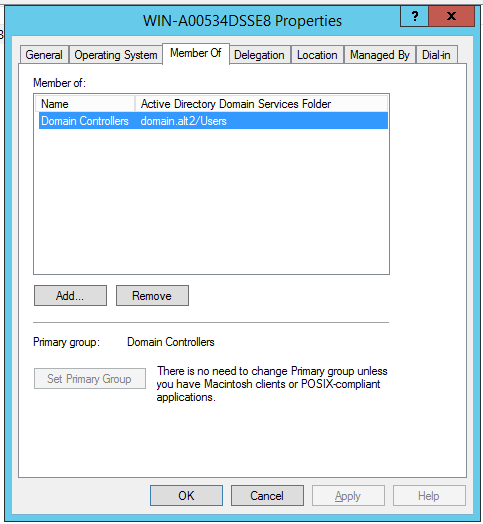 WIN-A00534DSSE8 Properties
? x
General Operating System Member Of Delegation Location Managed By Dial-in
Member of:
Name Active Directory Domain Services Folder
Domain Controllers domain.alt2/Users
Add... Remove
Primary group: Domain Controllers
Set Primary Group
There is no need to change Primary group unless
you have Macintosh clients or POSIX-compliant
applications.
OK Cancel Apply Help